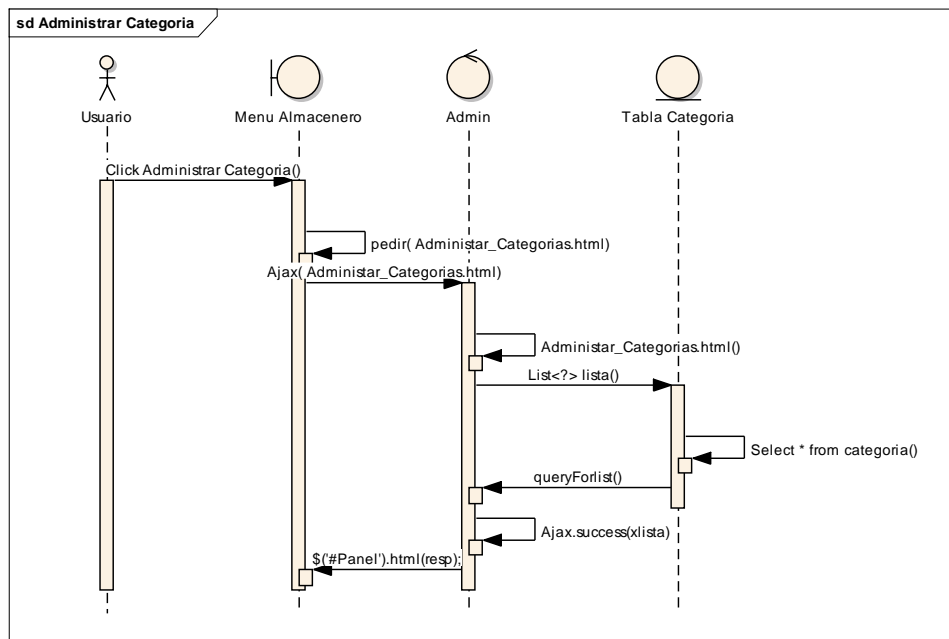 sd Administrar Categoria
Usuario
Menu Almacenero
Admin
Tabla Categoria
Click Administrar Categoria()
pedir( Administar_Categorias.html)
Ajax( Administar_Categorias.html)
Administar_Categorias.html()
List<?> lista()
Select * from categoria()
queryForlist()
Ajax.success(xlista)
$('#Panel').html(resp);